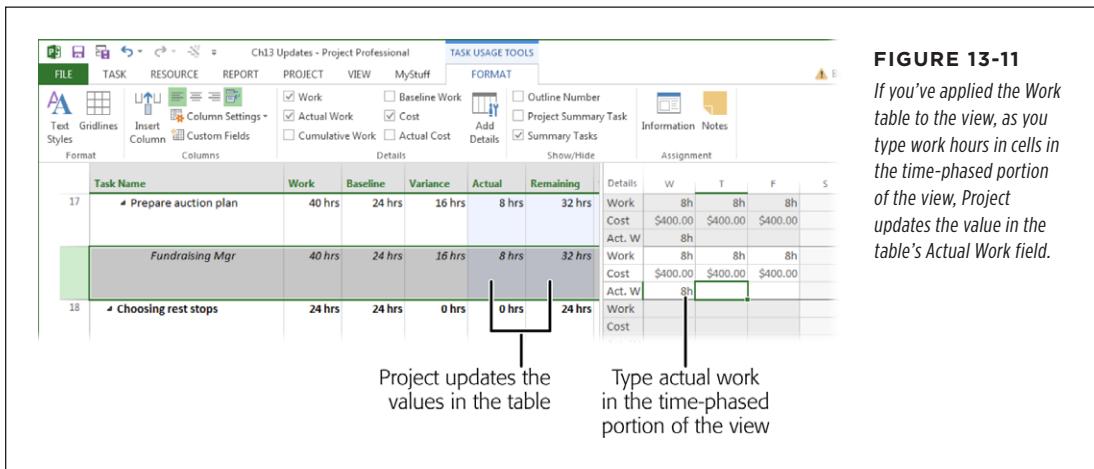 Ch13 Updates - Project Professional
TASK USAGE TOOLS
FILE TASK RESOURCE REPORT PROJECT VIEW MyStuff FORMAT
Text Styles
Gridlines
Format
Insert Column
Column Settings
Custom Fields
Columns
Work
Actual Work
Cumulative Work
Baseline Work
Cost
Actual Cost
Add Details
Details
Outline Number
Project Summary Task
Summary Tasks
Show/Hide
Information
Notes
Assignment
Task Name Work Baseline Variance Actual Remaining Details W T F S
17 Prepare auction plan 40 hrs 24 hrs 16 hrs 8 hrs 32 hrs Work 8h 8h 8h
Cost $400.00 $400.00 $400.00
Act. W 8h
Fundraising Mgr 40 hrs 24 hrs 16 hrs 8 hrs 32 hrs Work 8h 8h 8h
Cost $400.00 $400.00 $400.00
Act. W 8h
18 Choosing rest stops 24 hrs 24 hrs 0 hrs 0 hrs 24 hrs Work
Cost
Project updates the
values in the table
Type actual work
in the time-phased
portion of the view
FIGURE 13-11
If you've applied the Work
table to the view, as you
type work hours in cells in
the time-phased portion
of the view, Project
updates the value in the
table's Actual Work field.